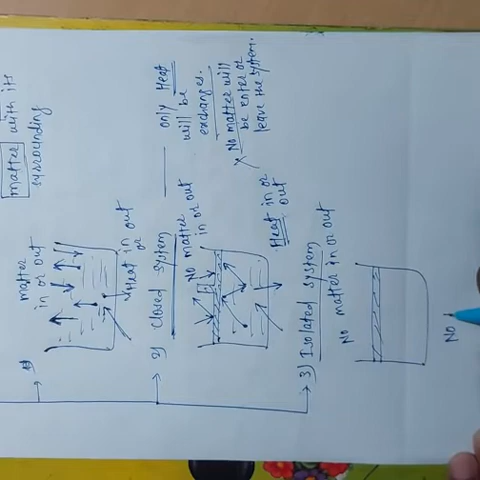 matter with its
surrounding
matter
in or out
Heat in out
or
2) Closed system
only Heat
will be
exchanges.
No matter will
be enter or
leave the system.
NO matter
in or out
Heat in or
out
3) Isolated system
NO
matter in or out
NO